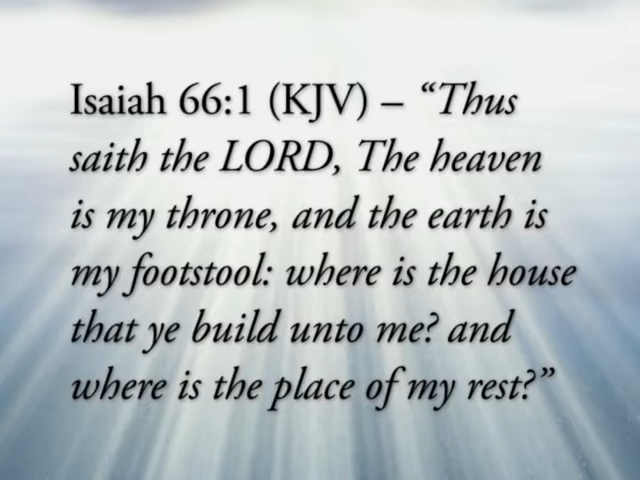 Isaiah 66:1 (KJV) – “Thus
saith the LORD, The heaven
is my throne, and the earth is
my footstool: where is the house
that ye build unto me? and
where is the place of my rest?”